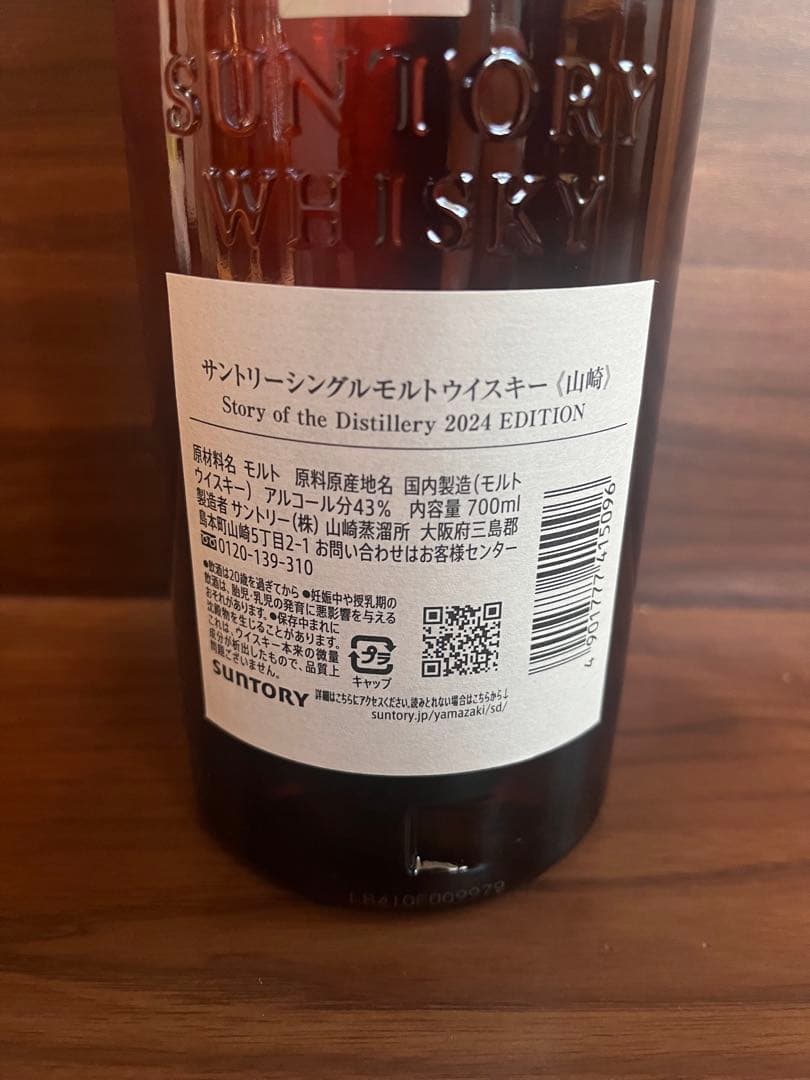 SUNTORY
WHISKY
サントリーシングルモルトウイスキー《山崎》
Story of the Distillery 2024 EDITION
原材料名 モルト 原料原産地名 国内製造(モルト
ウイスキー) アルコール分43% 内容量 700ml
製造者 サントリー(株) 山崎蒸溜所 大阪府三島郡
島本町山崎5丁目2-1 お問い合わせはお客様センター
0120-139-310
●飲酒は20歳を過ぎてから ●妊娠中や授乳期の
飲酒は、胎児・乳児の発育に悪影響を与える
おそれがあります。●保存中まれに
沈殿物を生じることがあります。
これは、ウイスキー本来の微量
成分が析出したもので、品質上
問題ございません。
プラ
キャップ
SUNTORY
詳細はこちらにアクセスください。読みとれない場合はこちらから↓
suntory.jp/yamazaki/sd/
4 901777 415096
LB410E009979